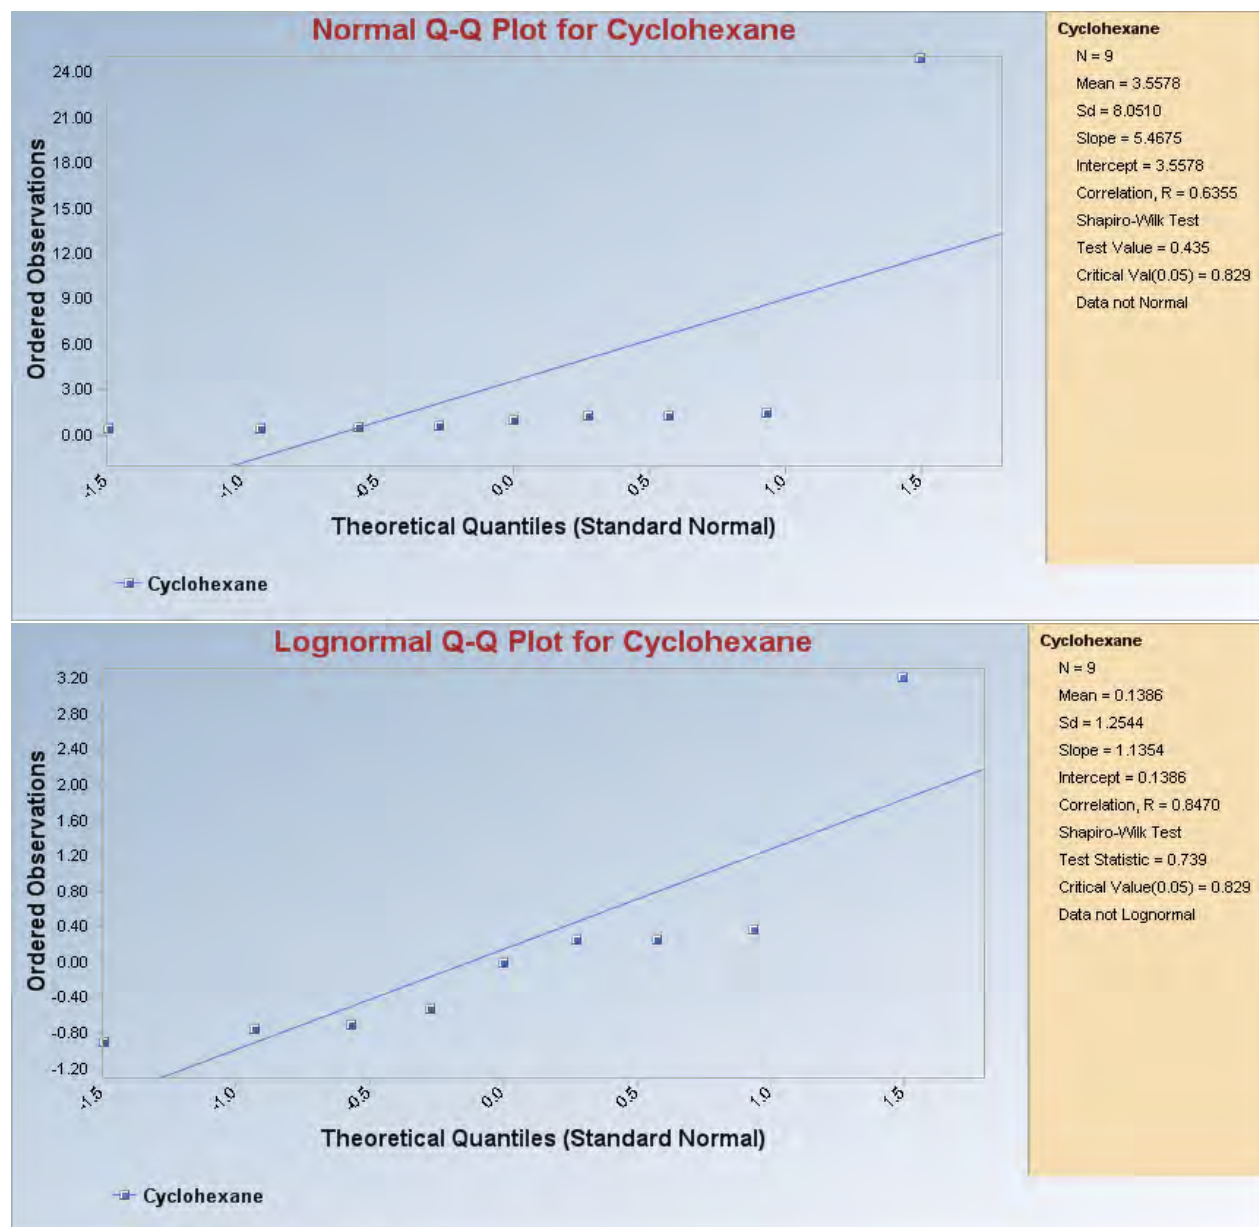 Normal Q-Q Plot for Cyclohexane
24.00
21.00
18.00
15.00
12.00
9.00
6.00
3.00
0.00
Ordered Observations
-1.5
-1.0
-0.5
0.0
0.5
1.0
1.5
Theoretical Quantiles (Standard Normal)
Cyclohexane
Cyclohexane
N = 9
Mean = 3.5578
Sd = 8.0510
Slope = 5.4675
Intercept = 3.5578
Correlation, R = 0.6355
Shapiro-Wilk Test
Test Value = 0.435
Critical Val(0.05) = 0.829
Data not Normal
Lognormal Q-Q Plot for Cyclohexane
3.20
2.80
2.40
2.00
1.60
1.20
0.80
0.40
0.00
-0.40
-0.80
-1.20
Ordered Observations
-1.5
-1.0
-0.5
0.0
0.5
1.0
1.5
Theoretical Quantiles (Standard Normal)
Cyclohexane
Cyclohexane
N = 9
Mean = 0.1386
Sd = 1.2544
Slope = 1.1354
Intercept = 0.1386
Correlation, R = 0.8470
Shapiro-Wilk Test
Test Statistic = 0.739
Critical Value(0.05) = 0.829
Data not Lognormal